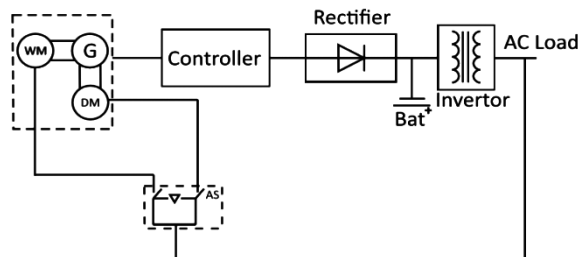 Rectifier
WM
G
Controller
AC Load
DM
Bat+
Invertor
AS